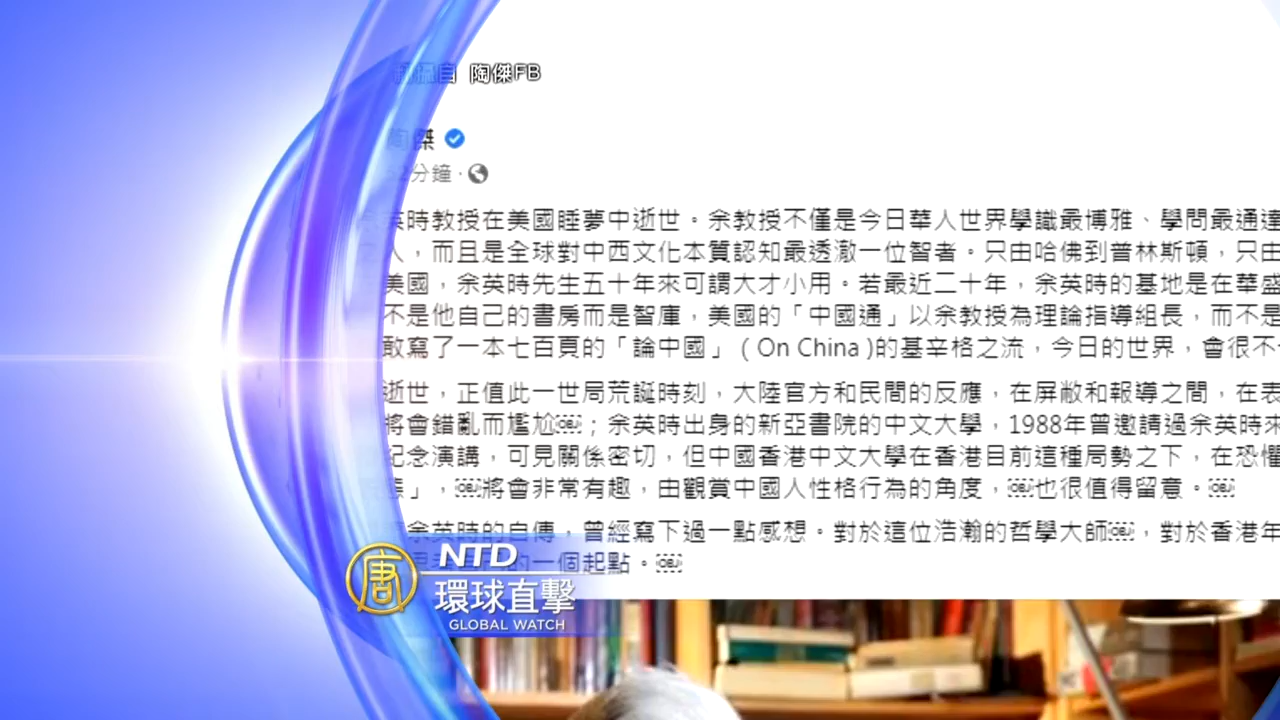 陶傑FB
傑
分鐘·
英時教授在美國睡夢中逝世。余教授不僅是今日華人世界學識最博雅、學問最通達
人，而且是全球對中西文化本質認知最透澈一位智者。只由哈佛到普林斯頓，只由
美國，余英時先生五十年來可謂大才小用。若最近二十年，余英時的基地是在華盛
不是他自己的書房而是智庫，美國的「中國通」以余教授為理論指導組長，而不是
敢寫了一本七百頁的「論中國」（On China )的基辛格之流，今日的世界，會很不
逝世，正值此一世局荒誕時刻，大陸官方和民間的反應，在屏敝和報導之間，在表
將會錯亂而尷尬￼；余英時出身的新亞書院的中文大學，1988年曾邀請過余英時來
紀念演講，可見關係密切，但中國香港中文大學在香港目前這種局勢之下，在恐懼
態」，￼將會非常有趣，由觀賞中國人性格行為的角度，￼也很值得留意。￼
余英時的自傳，曾經寫下過一點感想。對於這位浩瀚的哲學大師￼，對於香港年
的一個起點。￼
唐
NTD
環球直擊
GLOBAL WATCH